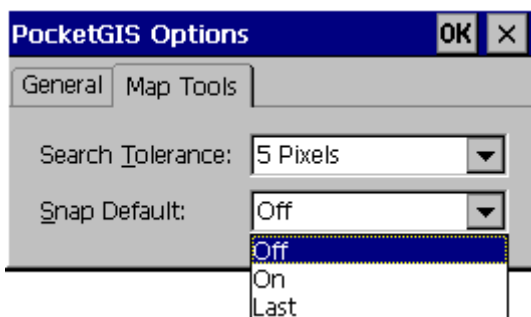 PocketGIS Options OK ×
General Map Tools
Search Tolerance: 5 Pixels
Snap Default: Off
Off
On
Last